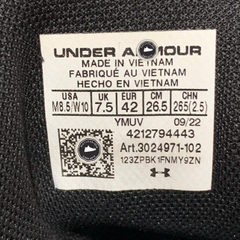 UNDER ARMOUR
MADE IN VIETNAM
FABRIQUÉ AU VIETNAM
HECHO EN VIETNAM
USA UK EUR CM CHN
M8.5/W10 7.5 42 26.5 265(2.5)
YMUV 09/22
4212794443
Art.3024971-102
123ZPBK1FNMY9ZN